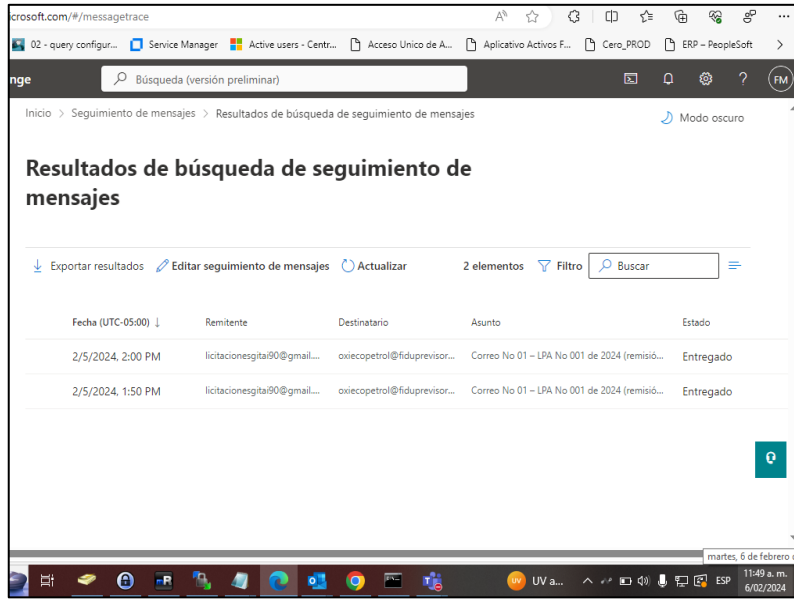 icrosoft.com/#/messagetrace
02 - query configur... Service Manager Active users - Centr... Acceso Unico de A... Aplicativo Activos F... Cero_PROD ERP – PeopleSoft
nge Búsqueda (versión preliminar) ? FM
Inicio > Seguimiento de mensajes > Resultados de búsqueda de seguimiento de mensajes Modo oscuro
Resultados de búsqueda de seguimiento de
mensajes
Exportar resultados Editar seguimiento de mensajes Actualizar 2 elementos Filtro Buscar
Fecha (UTC-05:00) ↓ Remitente Destinatario Asunto Estado
2/5/2024, 2:00 PM licitacionesgitai90@gmail.... oxiecopetrol@fiduprevisor... Correo No 01 – LPA No 001 de 2024 (remisió... Entregado
2/5/2024, 1:50 PM licitacionesgitai90@gmail.... oxiecopetrol@fiduprevisor... Correo No 01 – LPA No 001 de 2024 (remisió... Entregado
martes, 6 de febrero
UV UV a... ESP 11:49 a. m.
6/02/2024